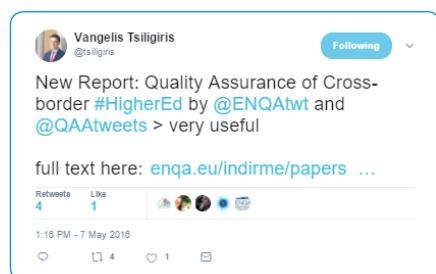 Vangelis Tsiligiris
@tsiligiris
Following
New Report: Quality Assurance of Cross-
border #HigherEd by @ENQAtwt and
@QAAtweets > very useful
full text here: enqa.eu/indirme/papers ...
Retweets Like
4 1
1:16 PM - 7 May 2016
4 1